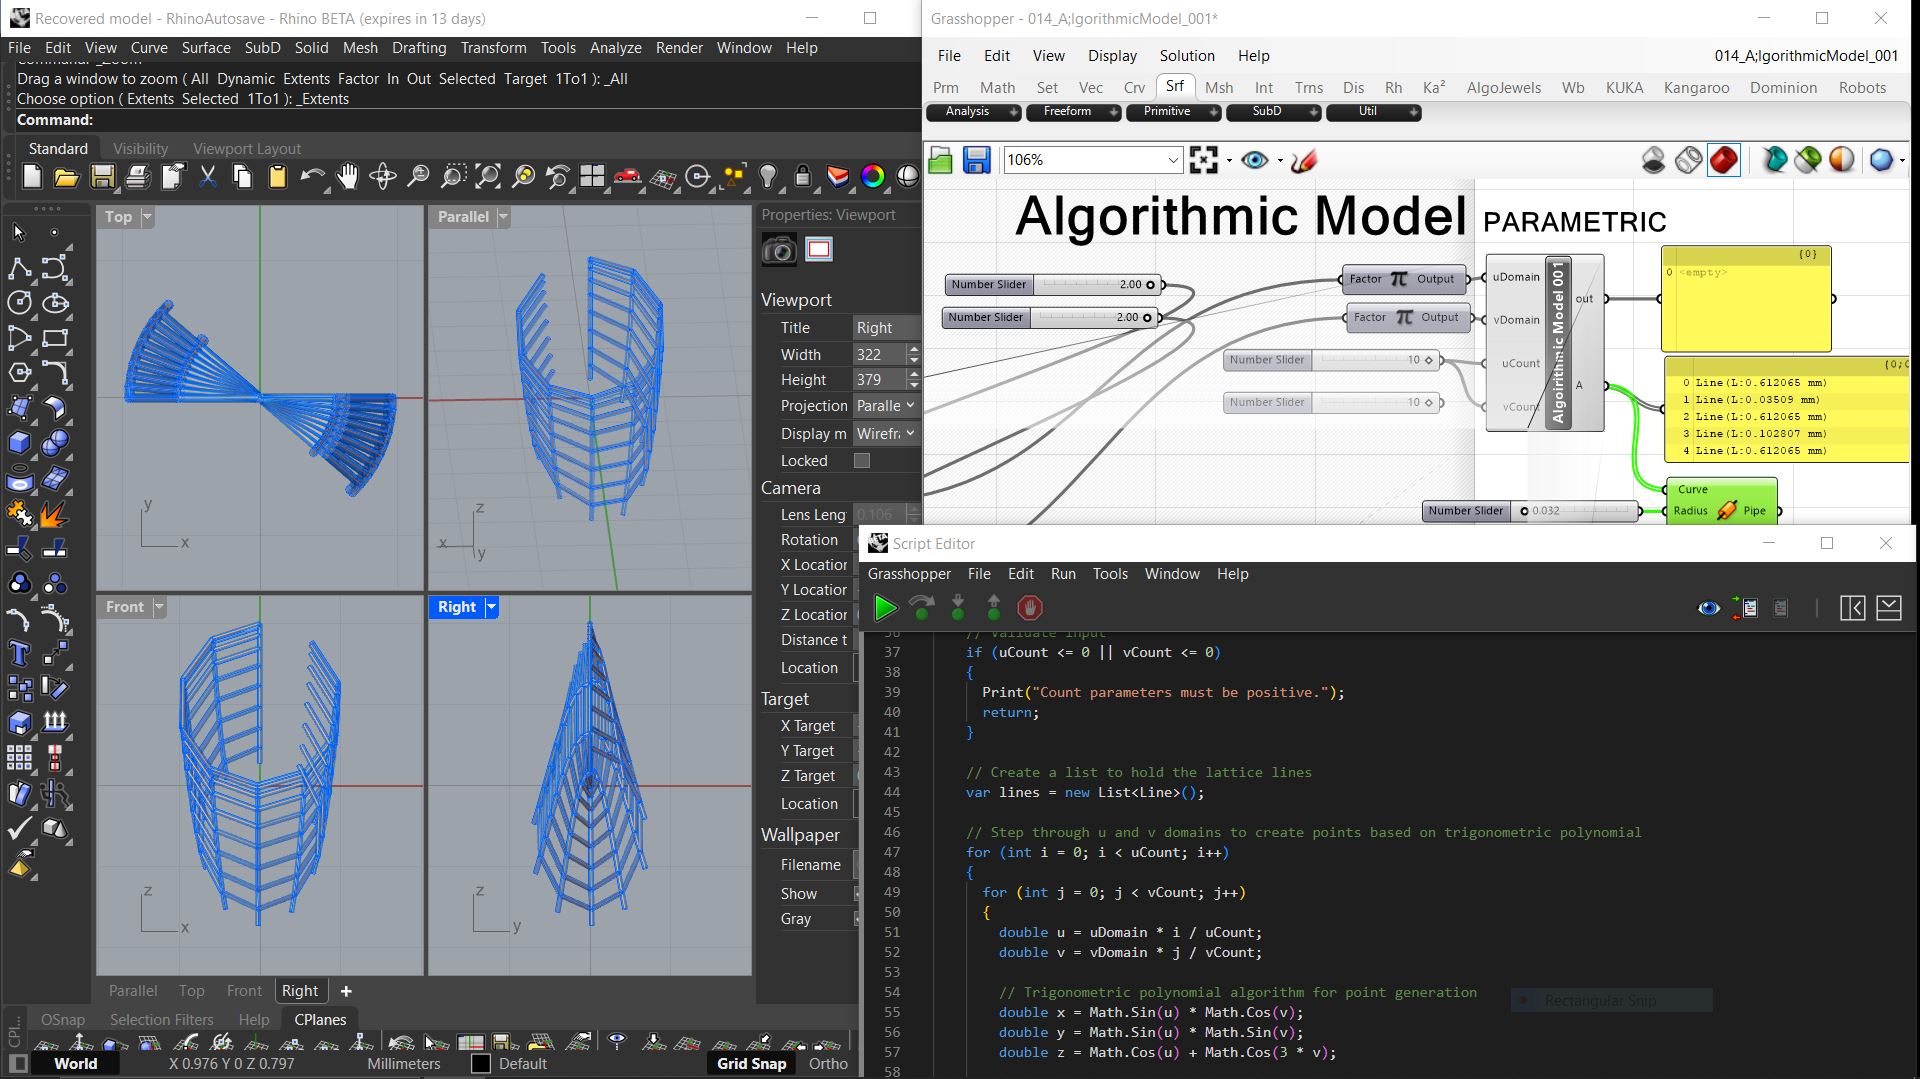 Recovered model - RhinoAutosave - Rhino BETA (expires in 13 days)
File Edit View Curve Surface SubD Solid Mesh Drafting Transform Tools Analyze Render Window Help
Drag a window to zoom ( All Dynamic Extents Factor In Out Selected Target 1To1 ): _All
Choose option ( Extents Selected 1To1 ): _Extents
Command:
Standard Visibility Viewport Layout
Top
Parallel
y
x
z
x
y
Front
Right
z
x
z
y
Parallel Top Front Right
OSnap Selection Filters Help CPlanes
CPl...
World X 0.976 Y 0 Z 0.797 Millimeters Default Grid Snap Ortho
Properties: Viewport
Viewport
Title Right
Width 322
Height 379
Projection Paralle
Display m Wirefr
Locked
Camera
Lens Leng 0.106
Rotation
X Location
Y Location
Z Location
Distance t
Location
Target
X Target
Y Target
Z Target
Location
Wallpaper
Filename
Show
Gray
Grasshopper - 014_A;lgorithmicModel_001*
File Edit View Display Solution Help 014_A;lgorithmicModel_001
Prm Math Set Vec Crv Srf Msh Int Trns Dis Rh Ka² AlgoJewels Wb KUKA Kangaroo Dominion Robots
Analysis Freeform Primitive SubD Util
106%
Algorithmic Model PARAMETRIC
Number Slider 2.00
Number Slider 2.00
Factor π Output
Factor π Output
Number Slider 10
Number Slider 10
uDomain
vDomain
uCount
vCount
Algoirithmic Model 001
out
A
{0}
0 <empty>
{0;0
0 Line(L:0.612065 mm)
1 Line(L:0.03509 mm)
2 Line(L:0.612065 mm)
3 Line(L:0.102807 mm)
4 Line(L:0.612065 mm)
Number Slider 0.032
Curve
Radius Pipe
Script Editor
Grasshopper File Edit Run Tools Window Help
36 // Validate input
37 if (uCount <= 0 || vCount <= 0)
38 {
39 Print("Count parameters must be positive.");
40 return;
41 }
42
43 // Create a list to hold the lattice lines
44 var lines = new List<Line>();
45
46 // Step through u and v domains to create points based on trigonometric polynomial
47 for (int i = 0; i < uCount; i++)
48 {
49 for (int j = 0; j < vCount; j++)
50 {
51 double u = uDomain * i / uCount;
52 double v = vDomain * j / vCount;
53
54 // Trigonometric polynomial algorithm for point generation
55 double x = Math.Sin(u) * Math.Cos(v);
56 double y = Math.Sin(u) * Math.Sin(v);
57 double z = Math.Cos(u) + Math.Cos(3 * v);
58
Rectangular Snip